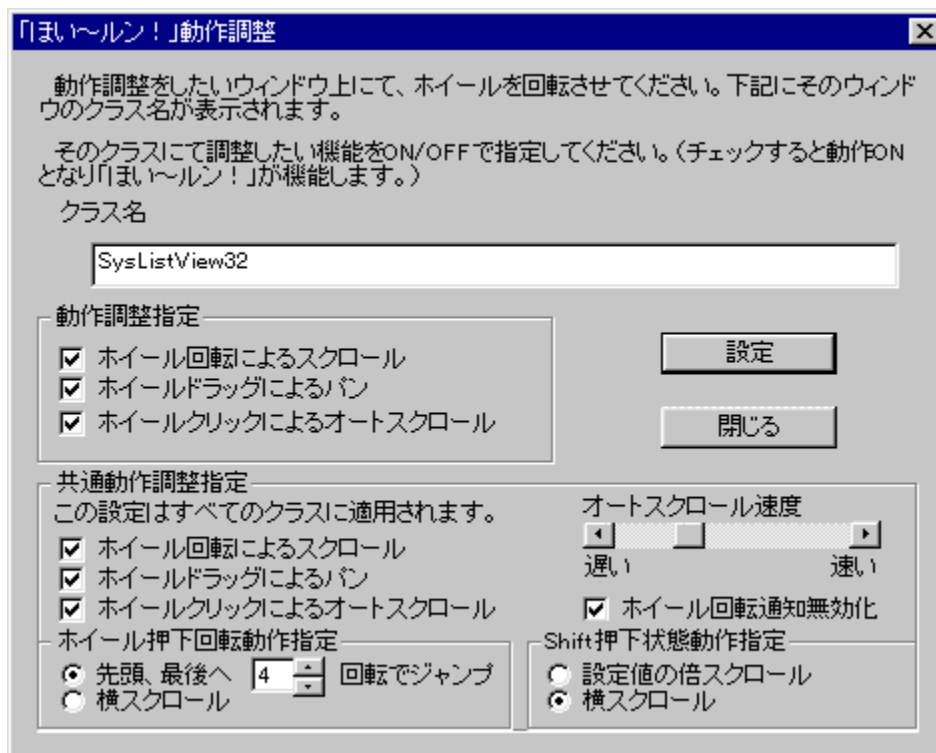 「ほい～ルン！」動作調整
動作調整をしたいウィンドウ上にて、ホイールを回転させてください。下記にそのウィンド
ウのクラス名が表示されます。
そのクラスにて調整したい機能をON/OFFで指定してください。（チェックすると動作ON
となり「ほい～ルン！」が機能します。）
クラス名
SysListView32
動作調整指定
ホイール回転によるスクロール
ホイールドラッグによるパン
ホイールクリックによるオートスクロール
設定
閉じる
共通動作調整指定
この設定はすべてのクラスに適用されます。
ホイール回転によるスクロール
ホイールドラッグによるパン
ホイールクリックによるオートスクロール
オートスクロール速度
遅い 速い
ホイール回転通知無効化
ホイール押下回転動作指定
先頭、最後へ 4 回転でジャンプ
横スクロール
Shift押下状態動作指定
設定値の倍スクロール
横スクロール